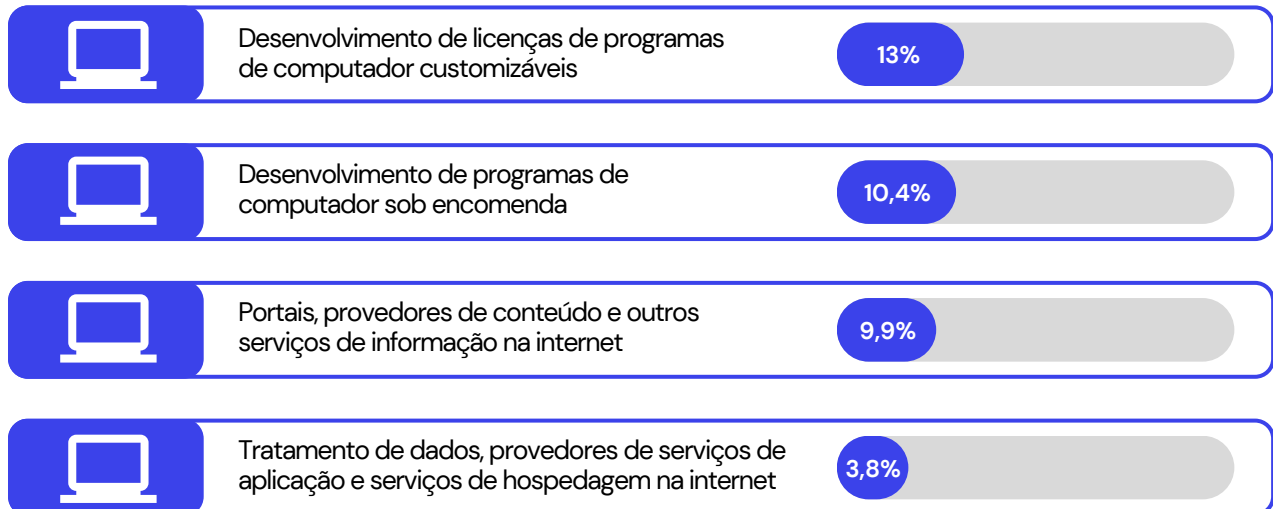 Desenvolvimento de licenças de programas
de computador customizáveis
13%
Desenvolvimento de programas de
computador sob encomenda
10,4%
Portais, provedores de conteúdo e outros
serviços de informação na internet
9,9%
Tratamento de dados, provedores de serviços de
aplicação e serviços de hospedagem na internet
3,8%